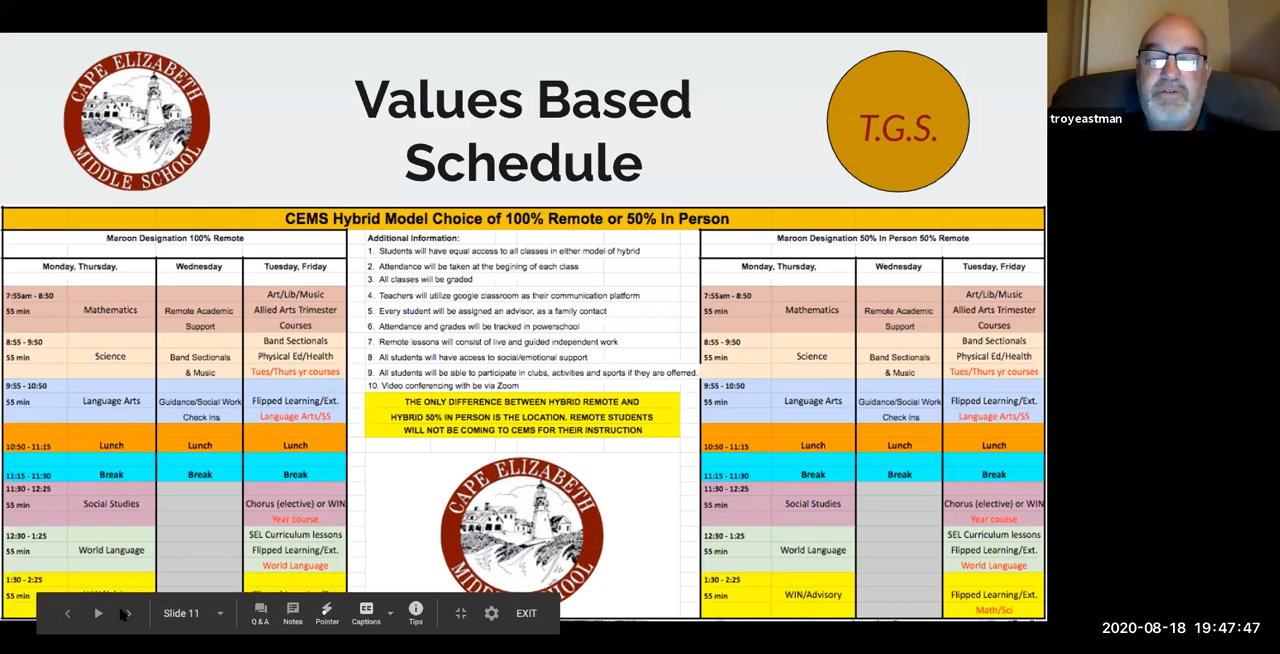 CAPE ELIZABETH
MIDDLE SCHOOL
Values Based
Schedule
T.G.S.
troyeastman
CEMS Hybrid Model Choice of 100% Remote or 50% In Person
Maroon Designation 100% Remote
Monday, Thursday,
Wednesday
Tuesday, Friday
7:55am - 8:50
55 min
Mathematics
Remote Academic
Support
Art/Lib/Music
Allied Arts Trimester
Courses
8:55 - 9:50
55 min
Science
Band Sectionals
& Music
Band Sectionals
Physical Ed/Health
Tues/Thurs yr courses
9:55 - 10:50
55 min
Language Arts
Guidance/Social Work
Check Ins
Flipped Learning/Ext.
Language Arts/SS
10:50 - 11:15
Lunch
Lunch
Lunch
11:15 - 11:30
Break
Break
Break
11:30 - 12:25
55 min
Social Studies
Chorus (elective) or WIN
Year course
12:30 - 1:25
55 min
World Language
SEL Curriculum lessons
Flipped Learning/Ext.
World Language
1:30 - 2:25
55 min
Additional Information:
1. Students will have equal access to all classes in either model of hybrid
2. Attendance will be taken at the begining of each class
3. All classes will be graded
4. Teachers will utilize google classroom as their communication platform
5. Every student will be assigned an advisor, as a family contact
6. Attendance and grades will be tracked in powerschool
7. Remote lessons will consist of live and guided independent work
8. All students will have access to social/emotional support
9. All students will be able to participate in clubs, activities and sports if they are offered.
10. Video conferencing with be via Zoom
THE ONLY DIFFERENCE BETWEEN HYBRID REMOTE AND
HYBRID 50% IN PERSON IS THE LOCATION. REMOTE STUDENTS
WILL NOT BE COMING TO CEMS FOR THEIR INSTRUCTION
CAPE ELIZABETH
MIDDLE SCHOOL
Maroon Designation 50% In Person 50% Remote
Monday, Thursday,
Wednesday
Tuesday, Friday
7:55am - 8:50
55 min
Mathematics
Remote Academic
Support
Art/Lib/Music
Allied Arts Trimester
Courses
8:55 - 9:50
55 min
Science
Band Sectionals
& Music
Band Sectionals
Physical Ed/Health
Tues/Thurs yr courses
9:55 - 10:50
55 min
Language Arts
Guidance/Social Work
Check Ins
Flipped Learning/Ext.
Language Arts/SS
10:50 - 11:15
Lunch
Lunch
Lunch
11:15 - 11:30
Break
Break
Break
11:30 - 12:25
55 min
Social Studies
Chorus (elective) or WIN
Year course
12:30 - 1:25
55 min
World Language
SEL Curriculum lessons
Flipped Learning/Ext.
World Language
1:30 - 2:25
55 min
WIN/Advisory
Flipped Learning/Ext.
Math/Sci
Slide 11
Q & A
Notes
Pointer
Captions
Tips
EXIT
2020-08-18 19:47:47